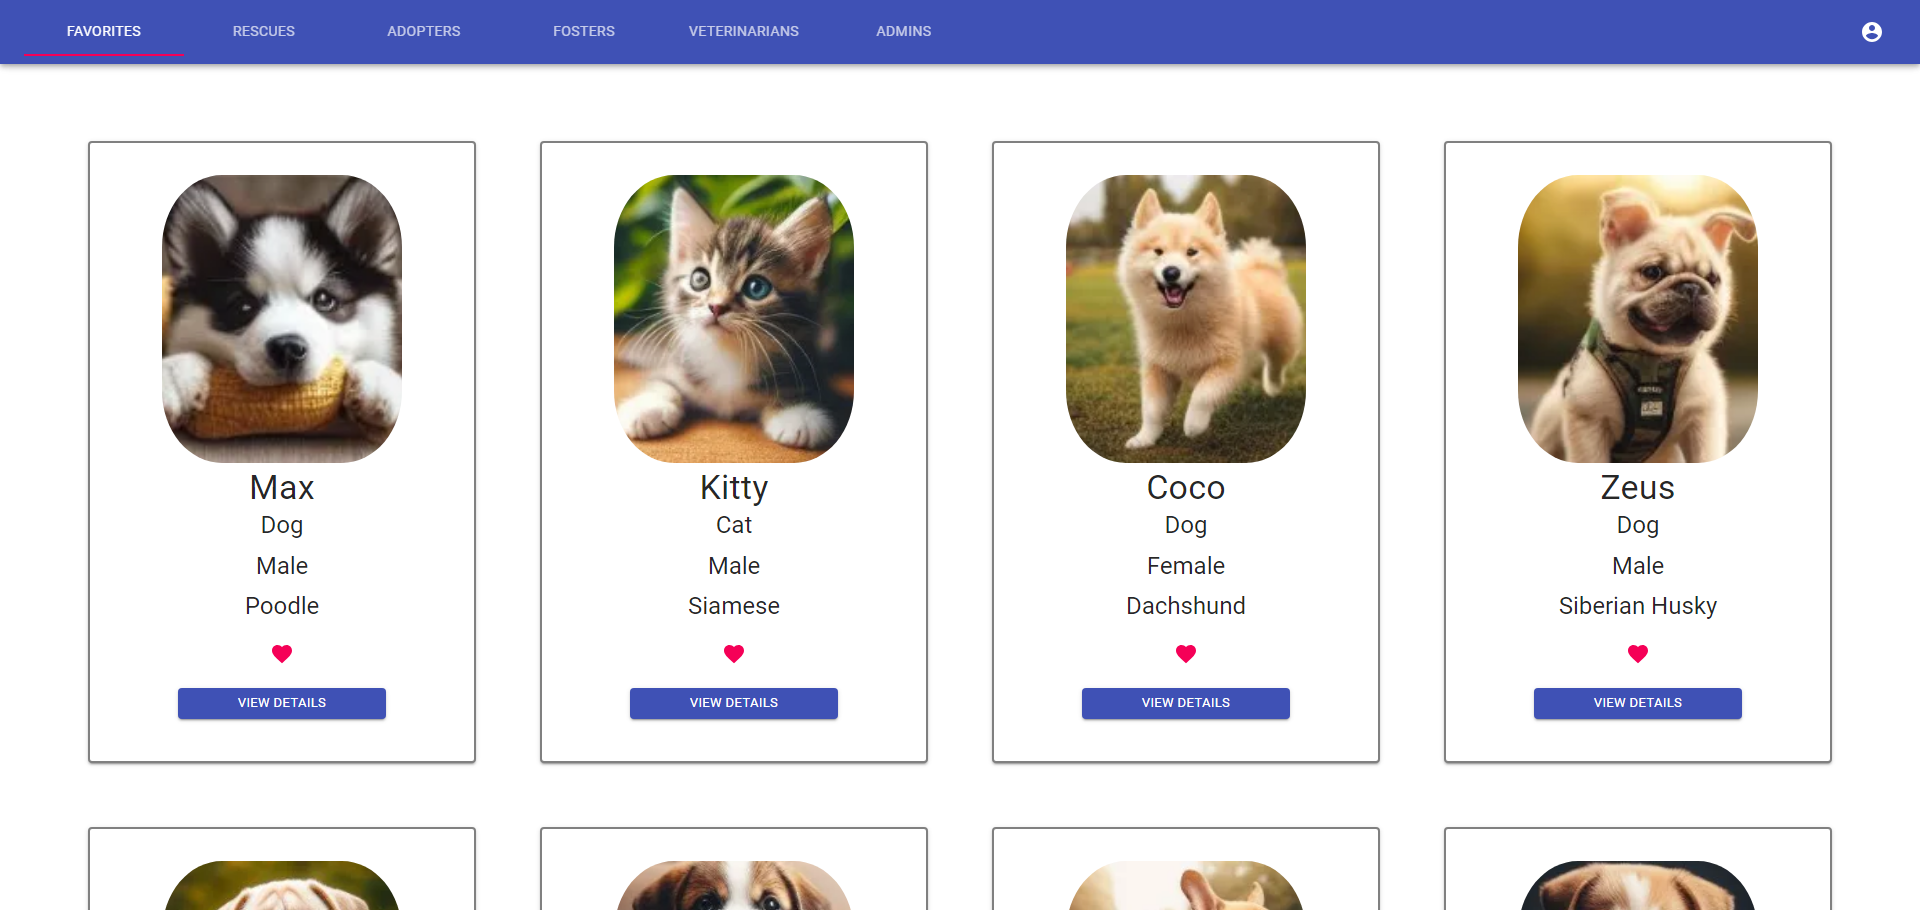 FAVORITES RESCUES ADOPTERS FOSTERS VETERINARIANS ADMINS
Max
Dog
Male
Poodle
VIEW DETAILS
Kitty
Cat
Male
Siamese
VIEW DETAILS
Coco
Dog
Female
Dachshund
VIEW DETAILS
Zeus
Dog
Male
Siberian Husky
VIEW DETAILS